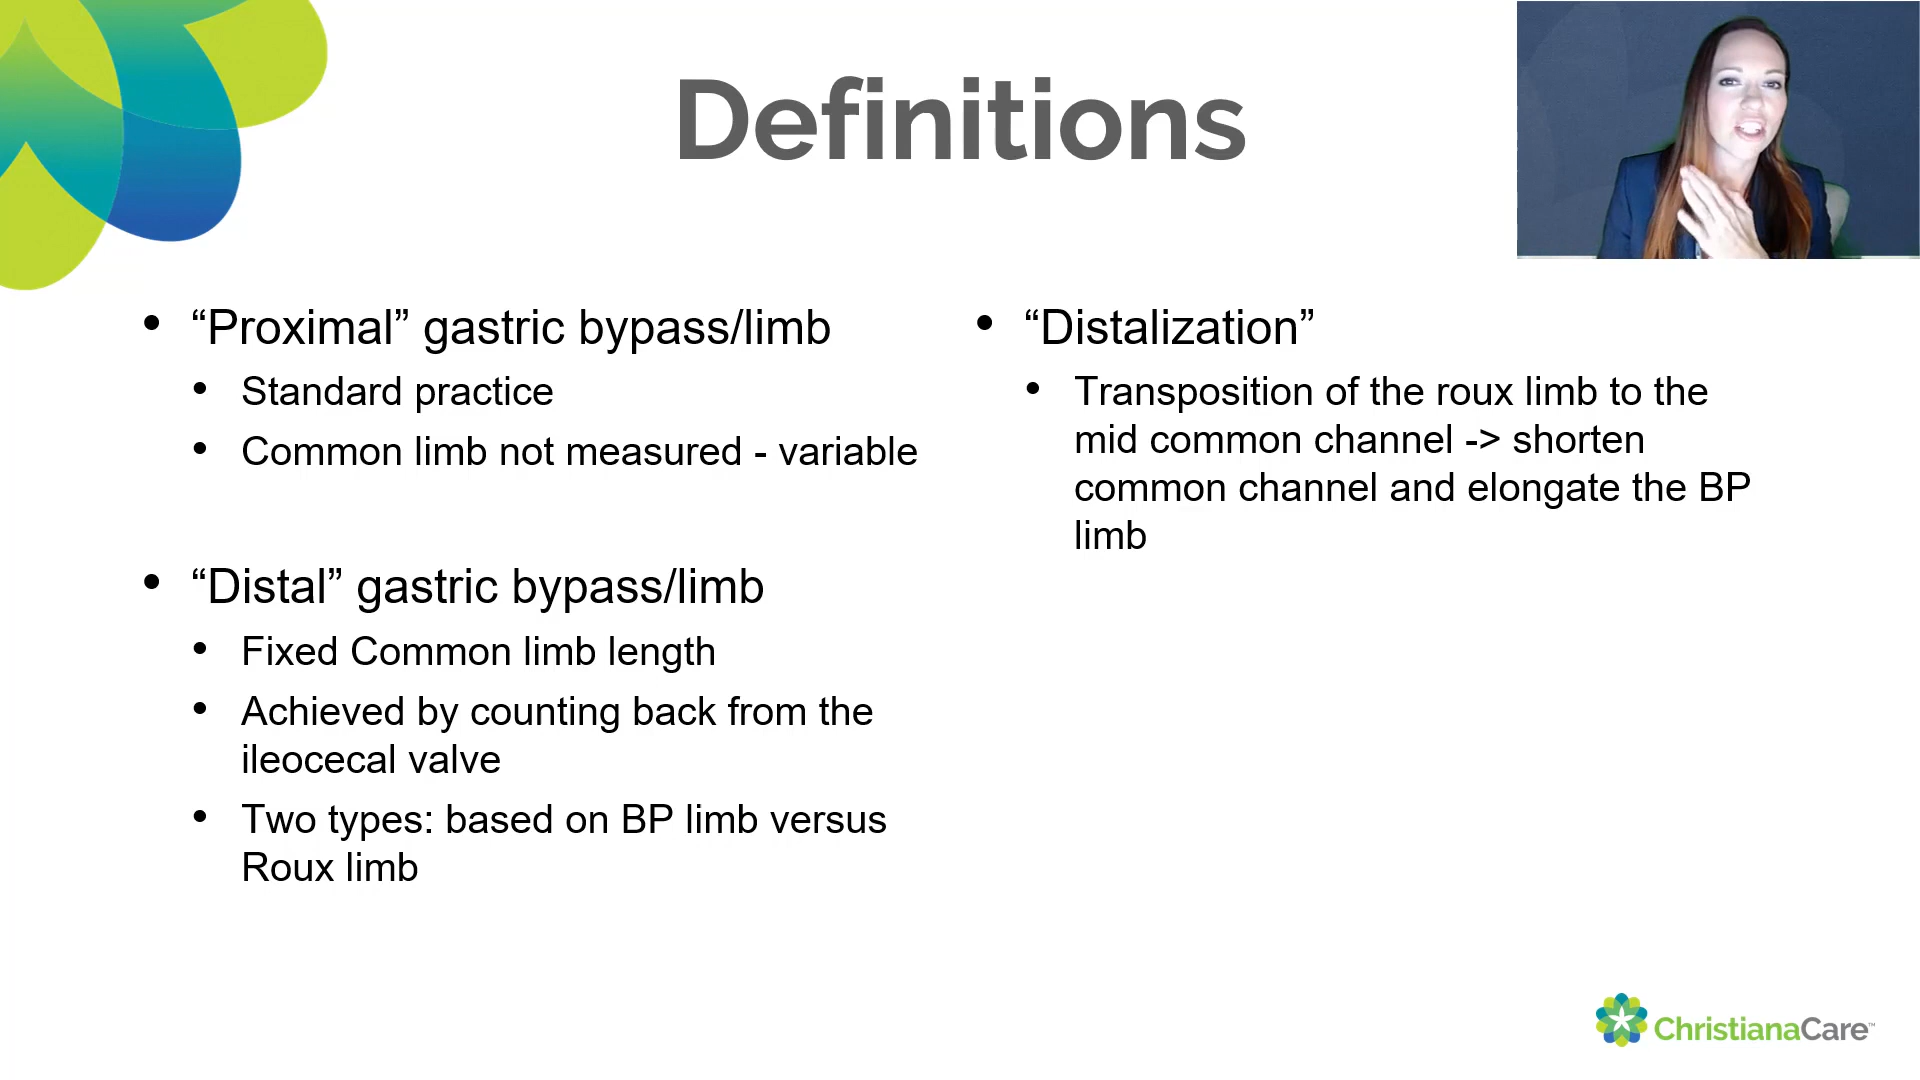 Definitions
• “Proximal” gastric bypass/limb
• Standard practice
• Common limb not measured - variable
• “Distal” gastric bypass/limb
• Fixed Common limb length
• Achieved by counting back from the
ileocecal valve
• Two types: based on BP limb versus
Roux limb
• “Distalization”
• Transposition of the roux limb to the
mid common channel -> shorten
common channel and elongate the BP
limb
ChristianaCare™